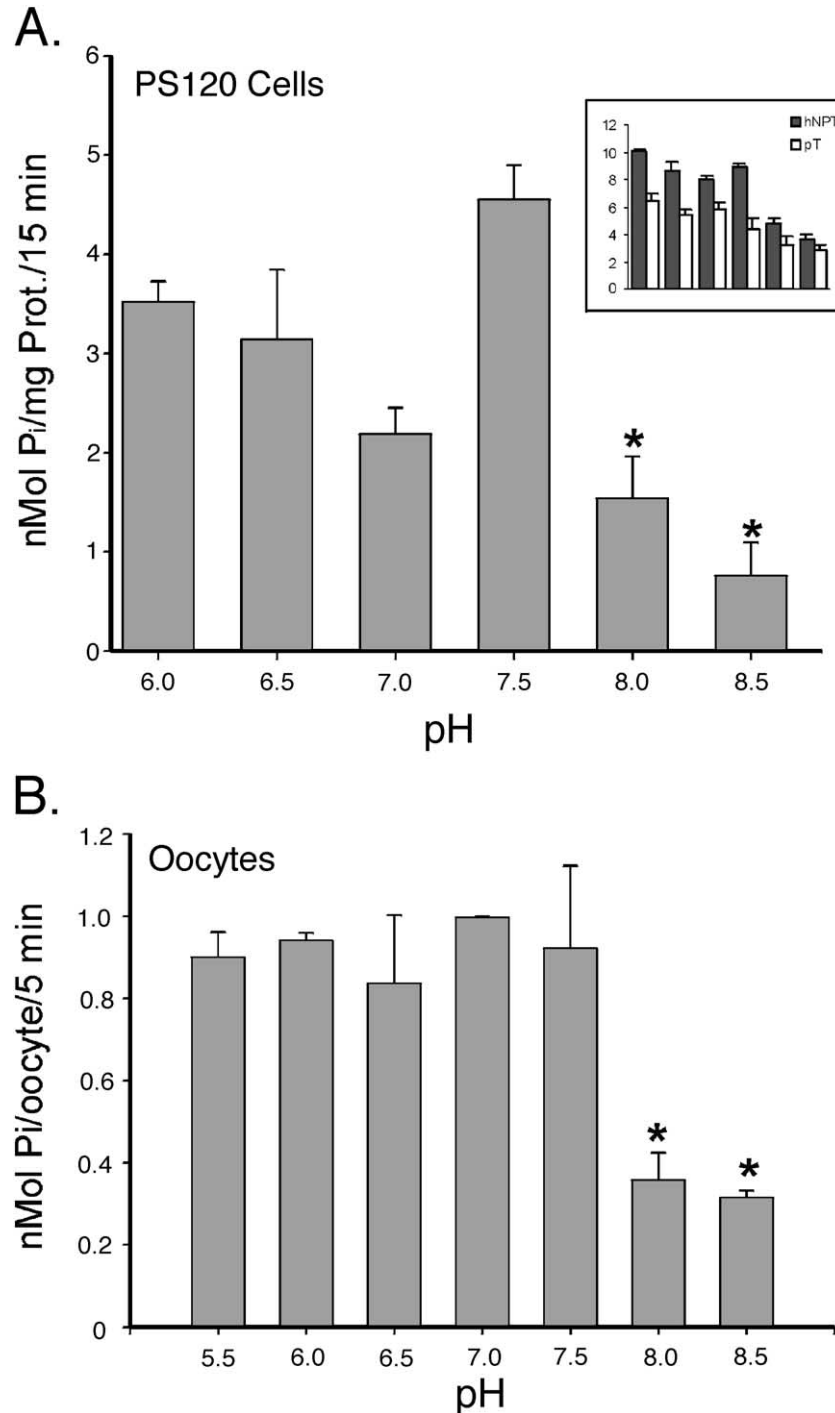 A.
PS120 Cells
nMol Pi/mg Prot./15 min
6
5
4
3
2
1
0
hNPT
pT
12
10
8
6
4
2
0
*
*
6.0 6.5 7.0 7.5 8.0 8.5
pH
B.
Oocytes
nMol Pi/oocyte/5 min
1.2
1.0
0.8
0.6
0.4
0.2
0
*
*
5.5 6.0 6.5 7.0 7.5 8.0 8.5
pH